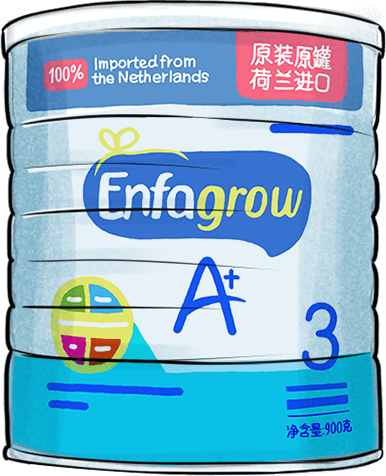 100%
Imported from
the Netherlands
原装原罐
荷兰进口
Enfagrow
A+
3
净含量:900克